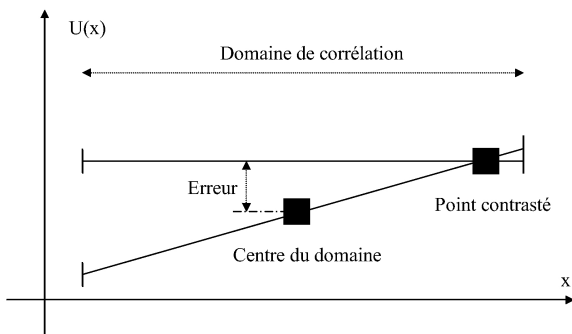 U(x)
Domaine de corrélation
Erreur
Point contrasté
Centre du domaine
x